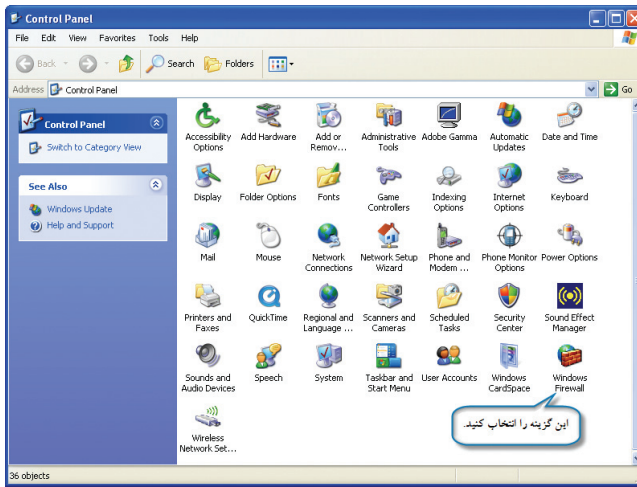 Control Panel
File Edit View Favorites Tools Help
Back Search Folders
Address Control Panel Go
Control Panel
Switch to Category View
See Also
Windows Update
Help and Support
Accessibility Options
Add Hardware
Add or Remov...
Administrative Tools
Adobe Gamma
Automatic Updates
Date and Time
Display
Folder Options
Fonts
Game Controllers
Indexing Options
Internet Options
Keyboard
Mail
Mouse
Network Connections
Network Setup Wizard
Phone and Modem ...
Phone Monitor Options
Power Options
Printers and Faxes
QuickTime
Regional and Language ...
Scanners and Cameras
Scheduled Tasks
Security Center
Sound Effect Manager
Sounds and Audio Devices
Speech
System
Taskbar and Start Menu
User Accounts
Windows CardSpace
Windows Firewall
این گزینه را انتخاب کنید.
Wireless Network Set...
36 objects